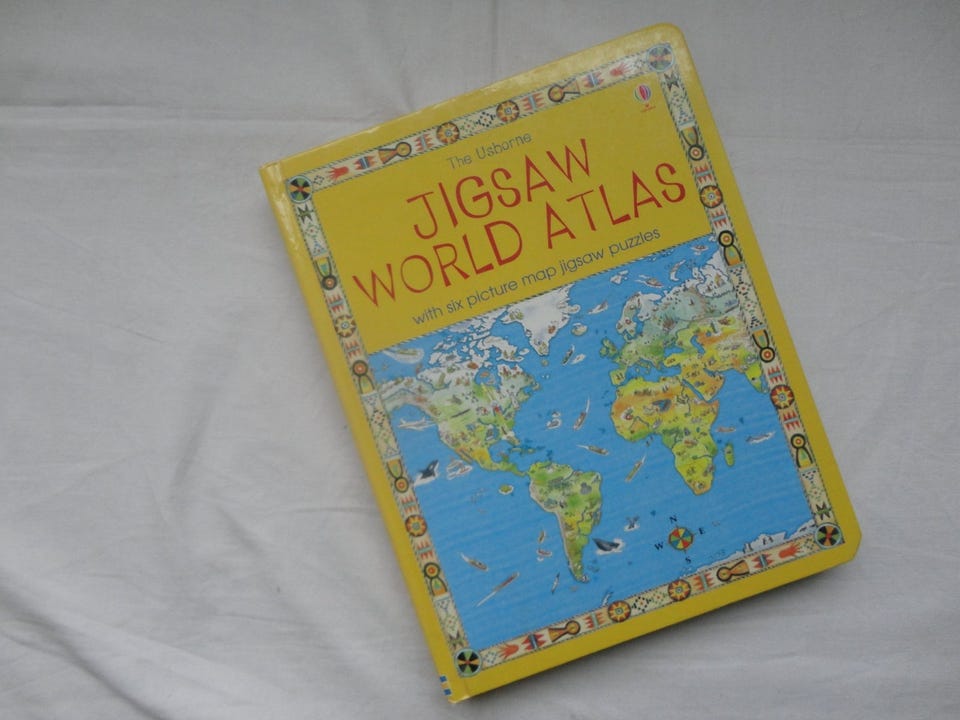 The Usborne
JIGSAW
WORLD ATLAS
with six picture map jigsaw puzzles
N
W E
S